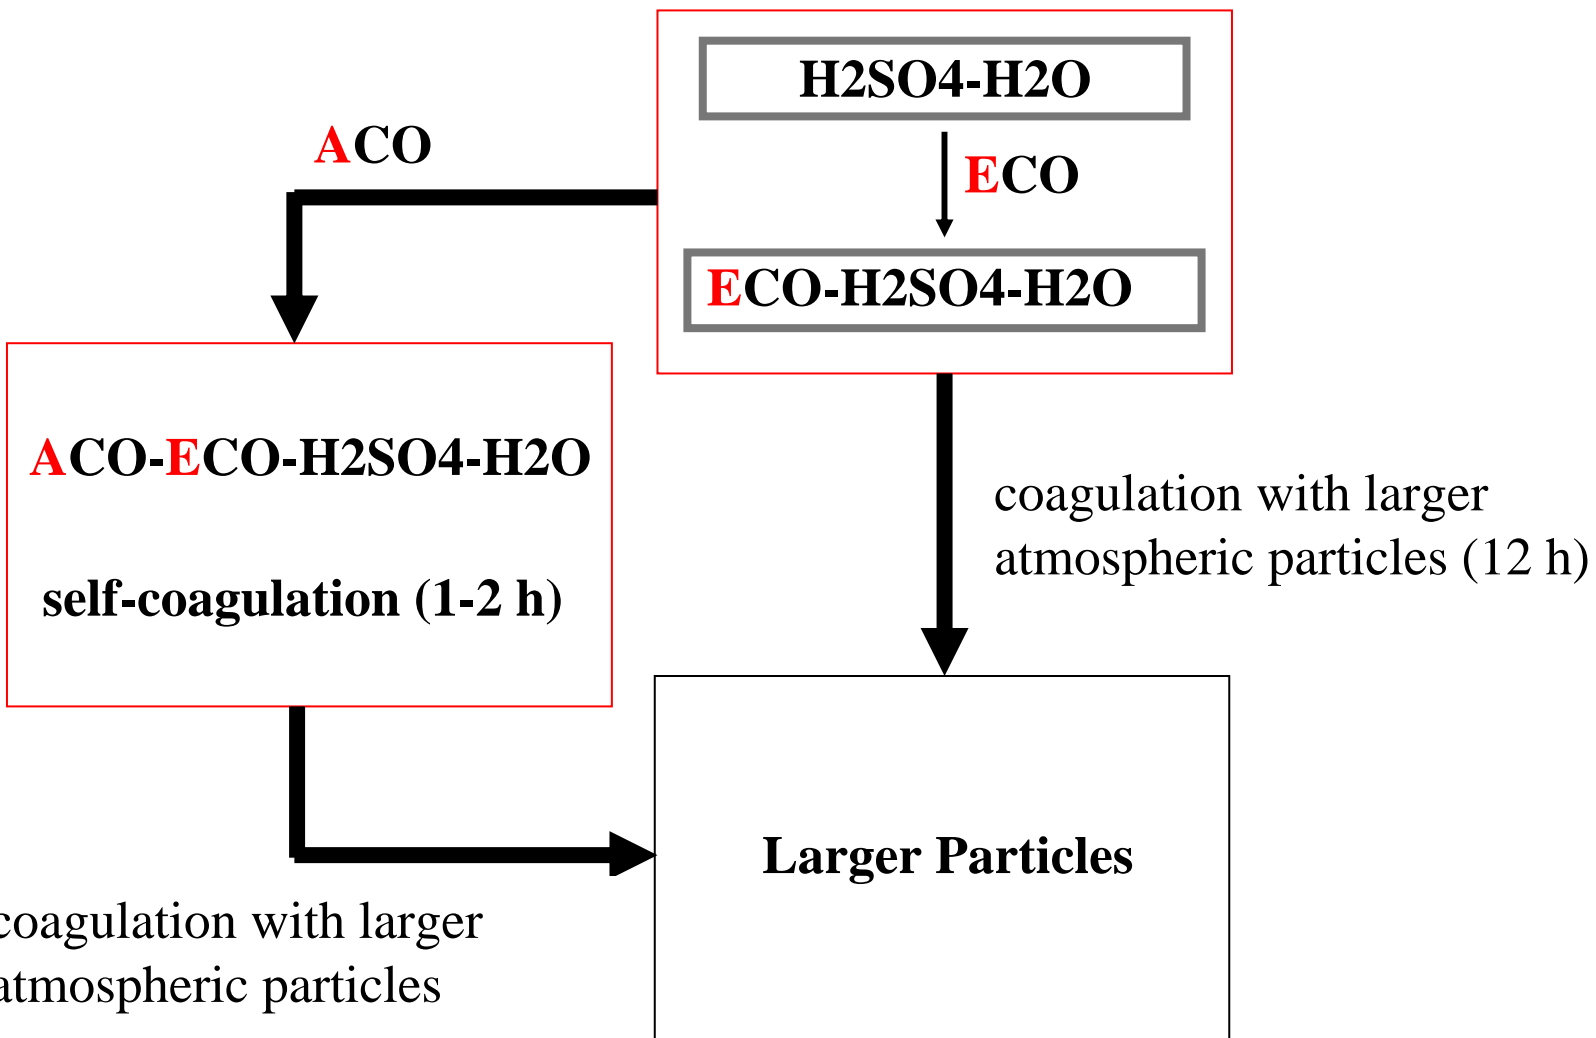 H2SO4-H2O
ACO
ECO
ECO-H2SO4-H2O
ACO-ECO-H2SO4-H2O
self-coagulation (1-2 h)
coagulation with larger
atmospheric particles (12 h)
Larger Particles
coagulation with larger
atmospheric particles